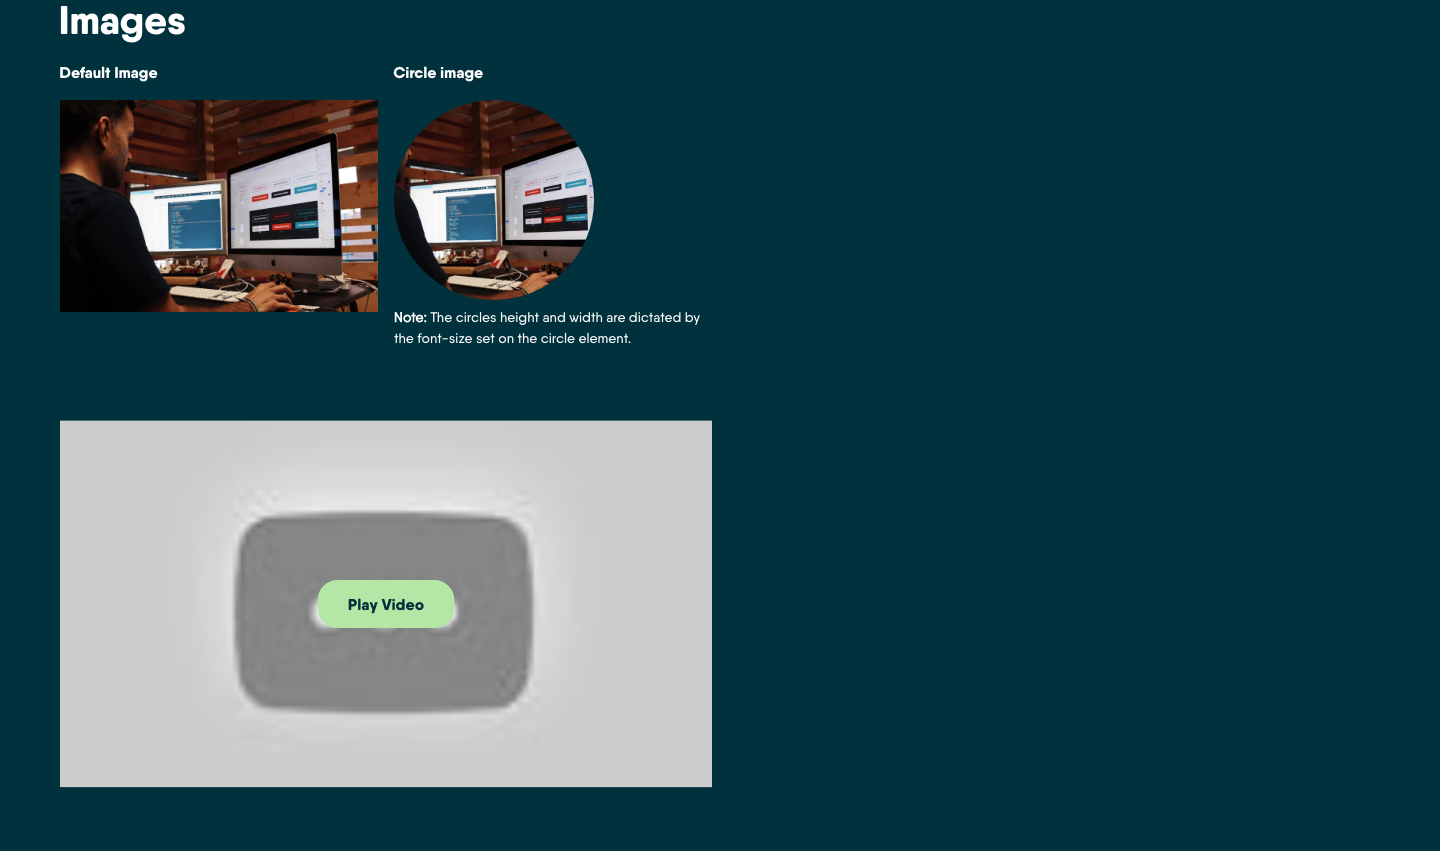 Images
Default Image
Circle image
Note: The circles height and width are dictated by
the font-size set on the circle element.
Play Video